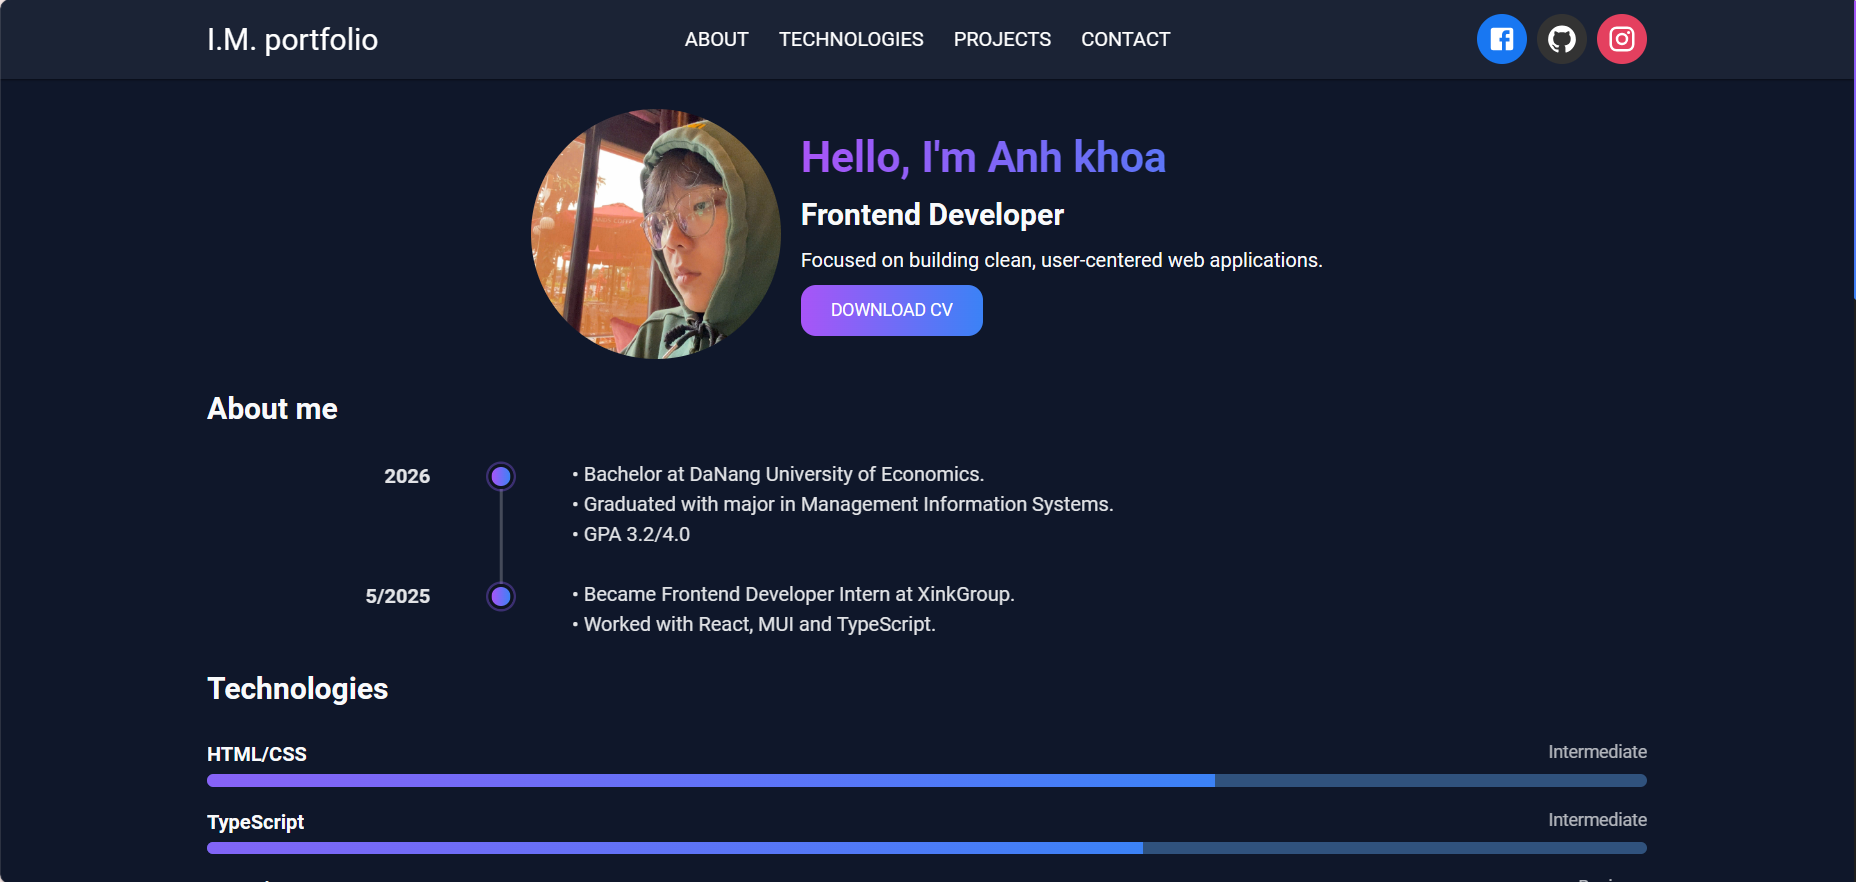 I.M. portfolio
ABOUT TECHNOLOGIES PROJECTS CONTACT
Hello, I'm Anh khoa
Frontend Developer
Focused on building clean, user-centered web applications.
DOWNLOAD CV
About me
2026
• Bachelor at DaNang University of Economics.
• Graduated with major in Management Information Systems.
• GPA 3.2/4.0
5/2025
• Became Frontend Developer Intern at XinkGroup.
• Worked with React, MUI and TypeScript.
Technologies
HTML/CSS Intermediate
TypeScript Intermediate